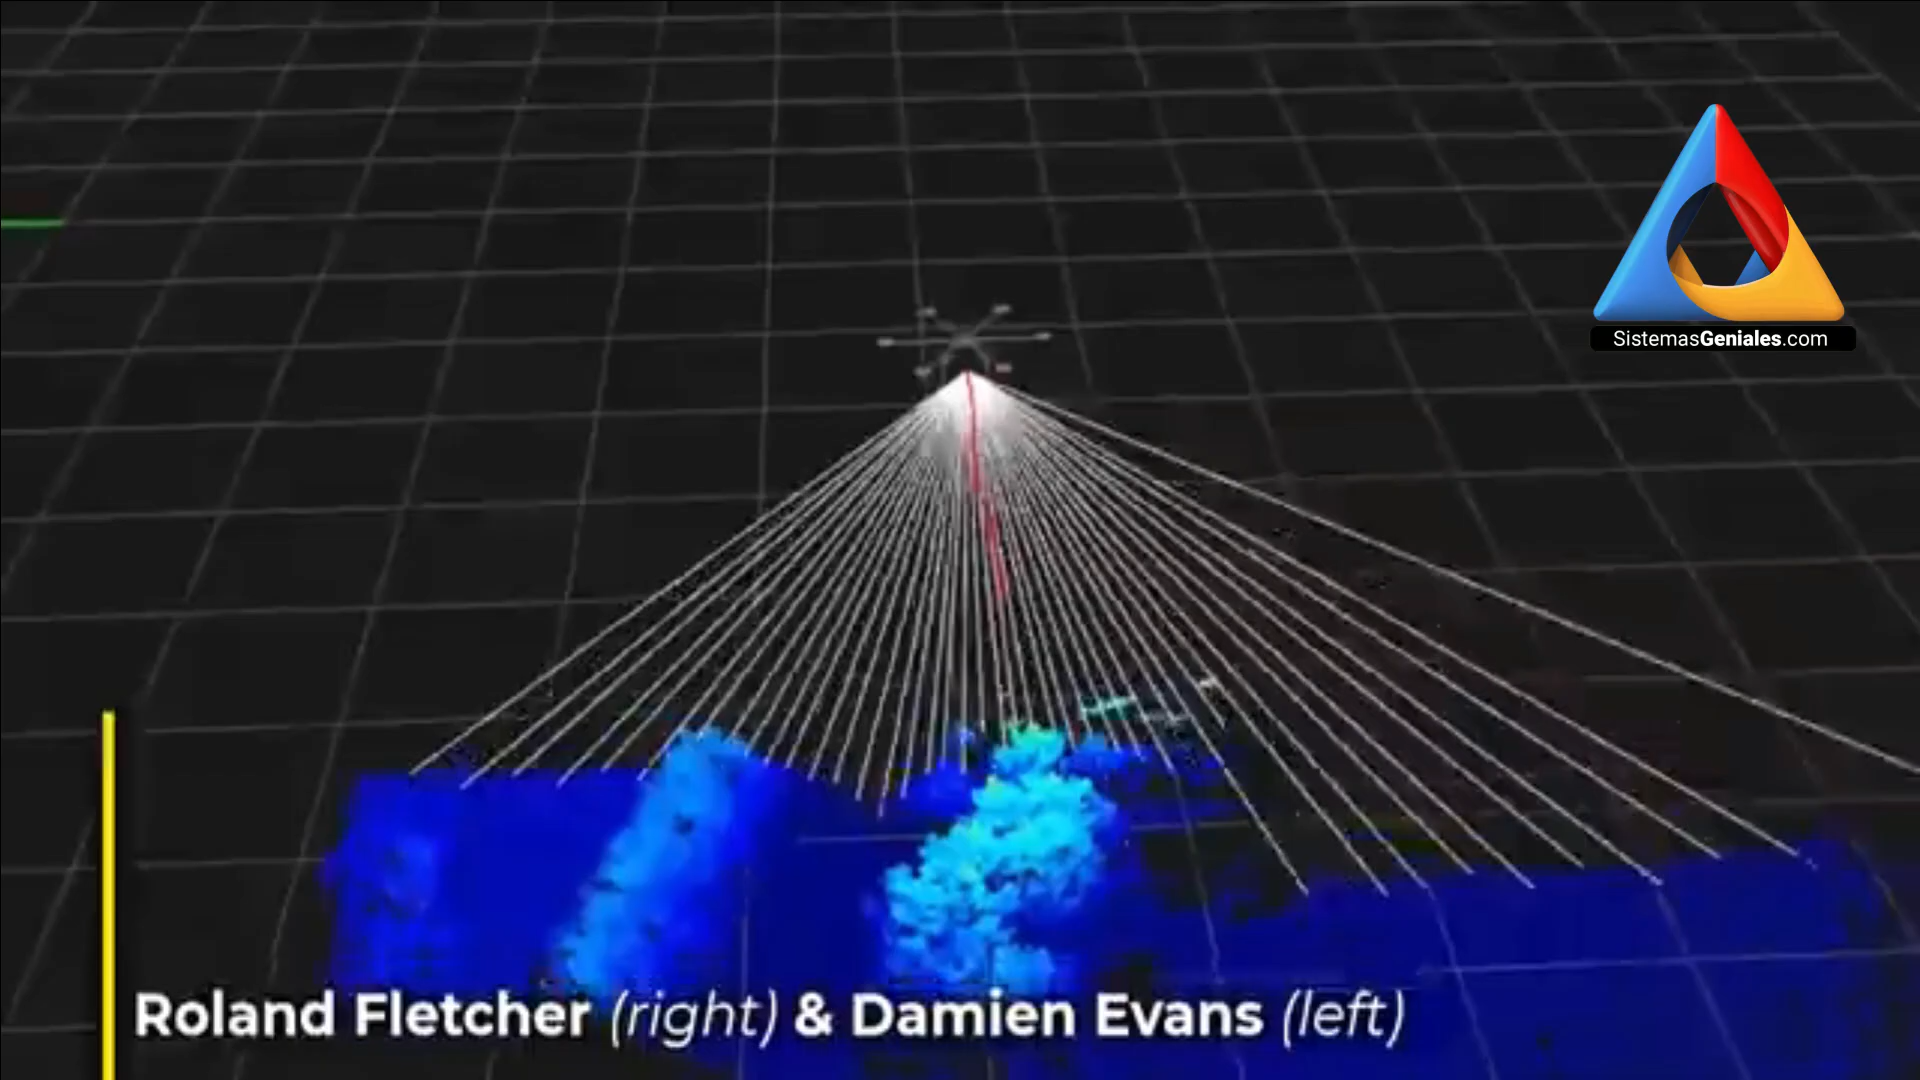 SistemasGeniales.com
Roland Fletcher (right) & Damien Evans (left)